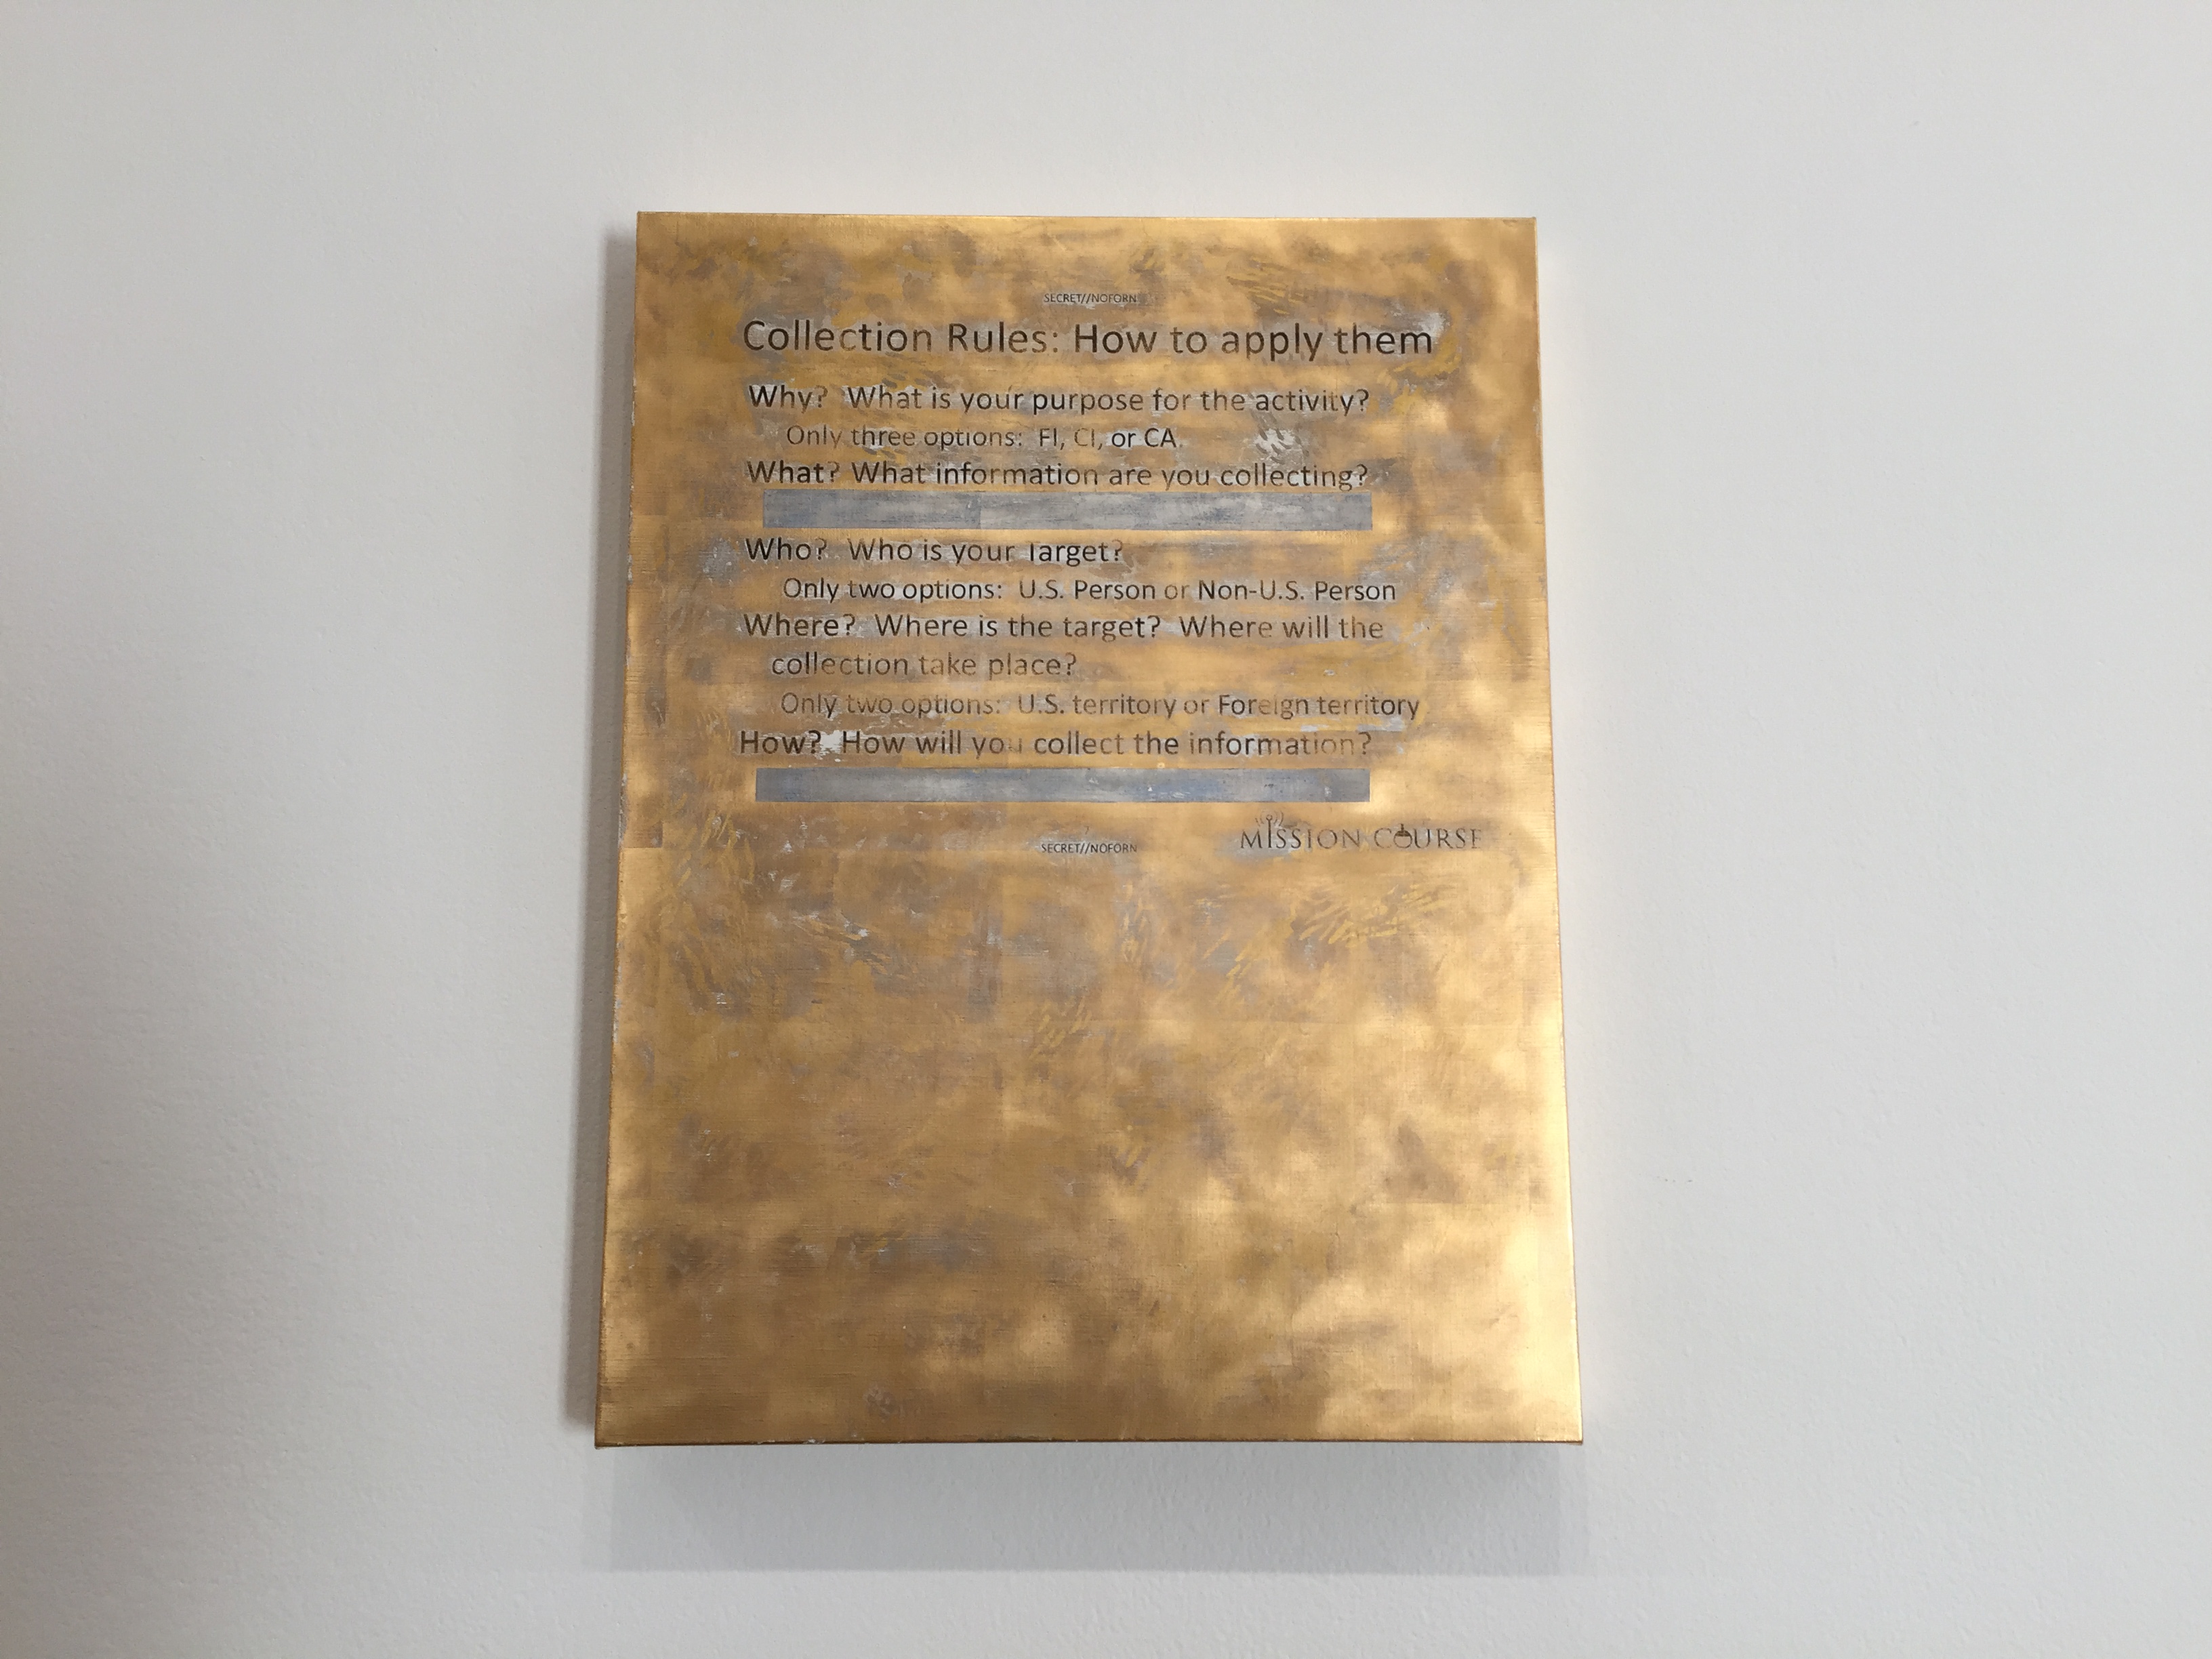 SECRET//NOFORN
Collection Rules: How to apply them
Why? What is your purpose for the activity?
Only three options: FI, CI, or CA.
What? What information are you collecting?
Who? Who is your Target?
Only two options: U.S. Person or Non-U.S. Person
Where? Where is the target? Where will the
collection take place?
Only two options: U.S. territory or Foreign territory
How? How will you collect the information?
MISSION COURSE
SECRET//NOFORN